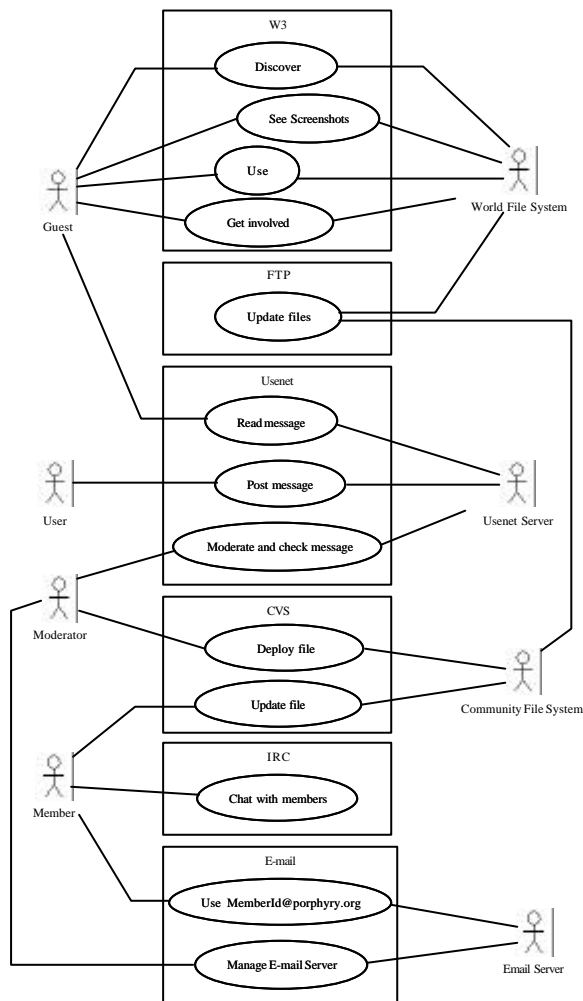 W3
Discover
See Screenshots
Use
Get involved
Guest
World File System
FTP
Update files
Usenet
Read message
Post message
User
Usenet Server
Moderate and check message
Moderator
CVS
Deploy file
Update file
Community File System
IRC
Chat with members
Member
E-mail
Use MemberId@porphyry.org
Manage E-mail Server
Email Server